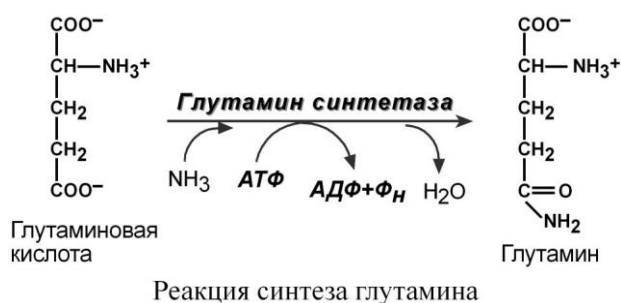 COO⁻
CH—NH₃⁺
CH₂
CH₂
COO⁻
Глутаминовая
кислота
Глутамин синтетаза
NH₃
АТФ
АДФ+Фн
H₂O
COO⁻
CH—NH₃⁺
CH₂
CH₂
C=O
NH₂
Глутамин
Реакция синтеза глутамина